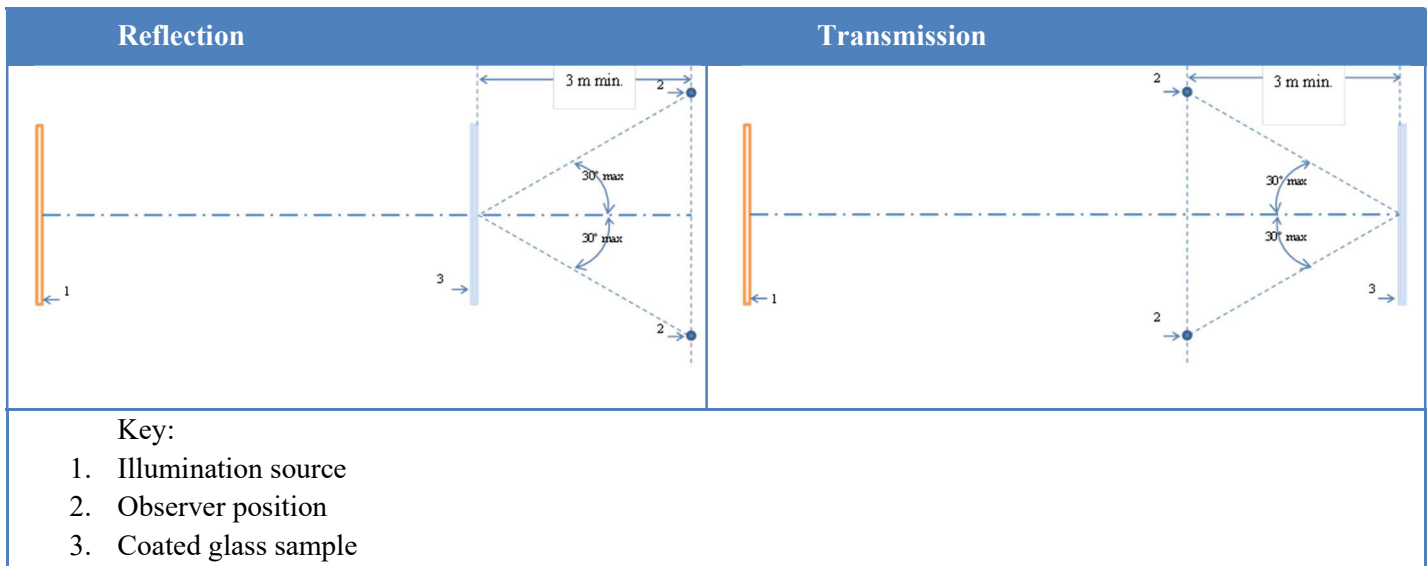 Reflection
Transmission
3 m min.
2
30° max
30° max
3
1
2
2
3 m min.
30° max
30° max
3
1
2
Key:
1. Illumination source
2. Observer position
3. Coated glass sample